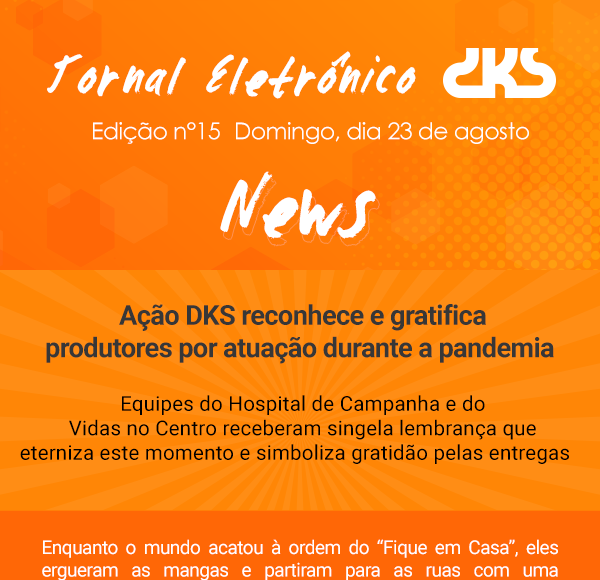 Jornal Eletrônico DKS
Edição nº15 Domingo, dia 23 de agosto
News
Ação DKS reconhece e gratifica
produtores por atuação durante a pandemia
Equipes do Hospital de Campanha e do
Vidas no Centro receberam singela lembrança que
eterniza este momento e simboliza gratidão pelas entregas
Enquanto o mundo acatou à ordem do “Fique em Casa”, eles
ergueram as mangas e partiram para as ruas com uma